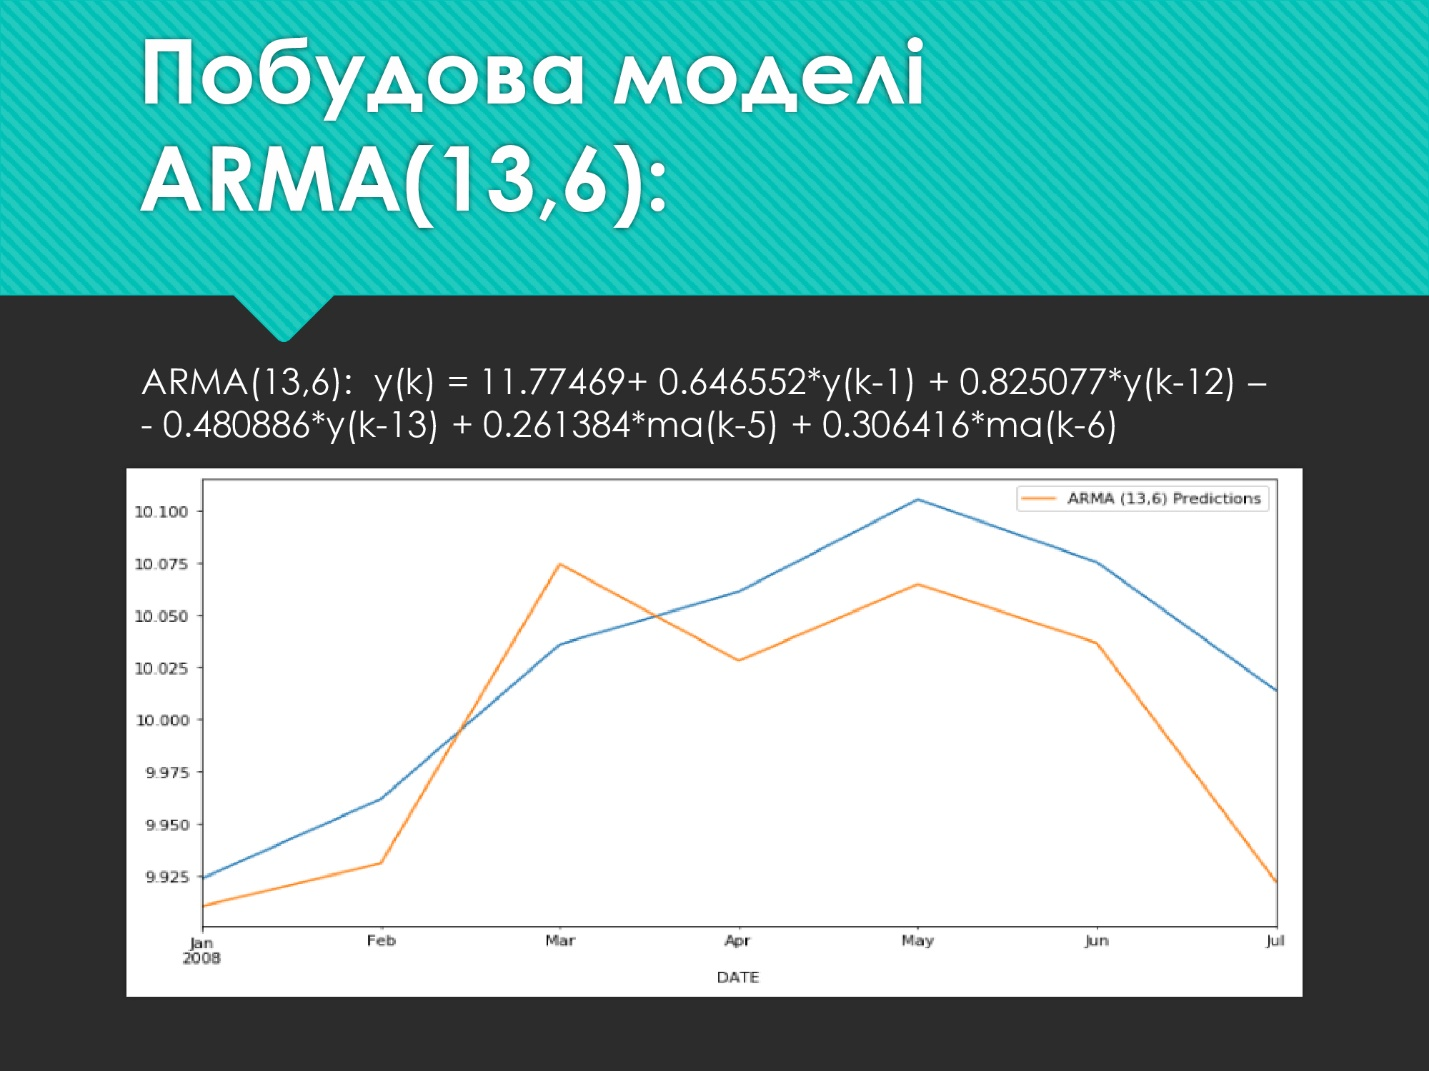 Побудова моделі
ARMA(13,6):
ARMA(13,6):  y(k) = 11.77469+ 0.646552*y(k-1) + 0.825077*y(k-12) –
- 0.480886*y(k-13) + 0.261384*ma(k-5) + 0.306416*ma(k-6)
ARMA (13,6) Predictions
10.100
10.075
10.050
10.025
10.000
9.975
9.950
9.925
Jan Feb Mar Apr May Jun Jul
2008
DATE